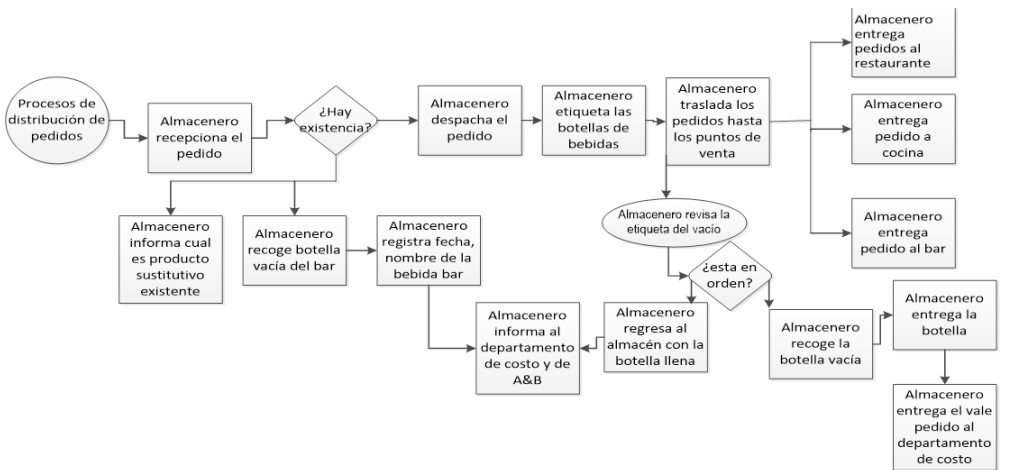 Procesos de
distribución de
pedidos
Almacenero
recepciona el
pedido
¿Hay
existencia?
Almacenero
despacha el
pedido
Almacenero
etiqueta las
botellas de
bebidas
Almacenero
traslada los
pedidos hasta
los puntos de
venta
Almacenero
entrega
pedidos al
restaurante
Almacenero
entrega
pedido a
cocina
Almacenero
entrega
pedido al bar
Almacenero
informa cual
es producto
sustitutivo
existente
Almacenero
recoge botella
vacía del bar
Almacenero
registra fecha,
nombre de la
bebida bar
Almacenero revisa la
etiqueta del vacío
¿esta en
orden?
Almacenero
informa al
departamento
de costo y de
A&B
Almacenero
regresa al
almacén con la
botella llena
Almacenero
recoge la
botella vacía
Almacenero
entrega la
botella
Almacenero
entrega el vale
pedido al
departamento
de costo